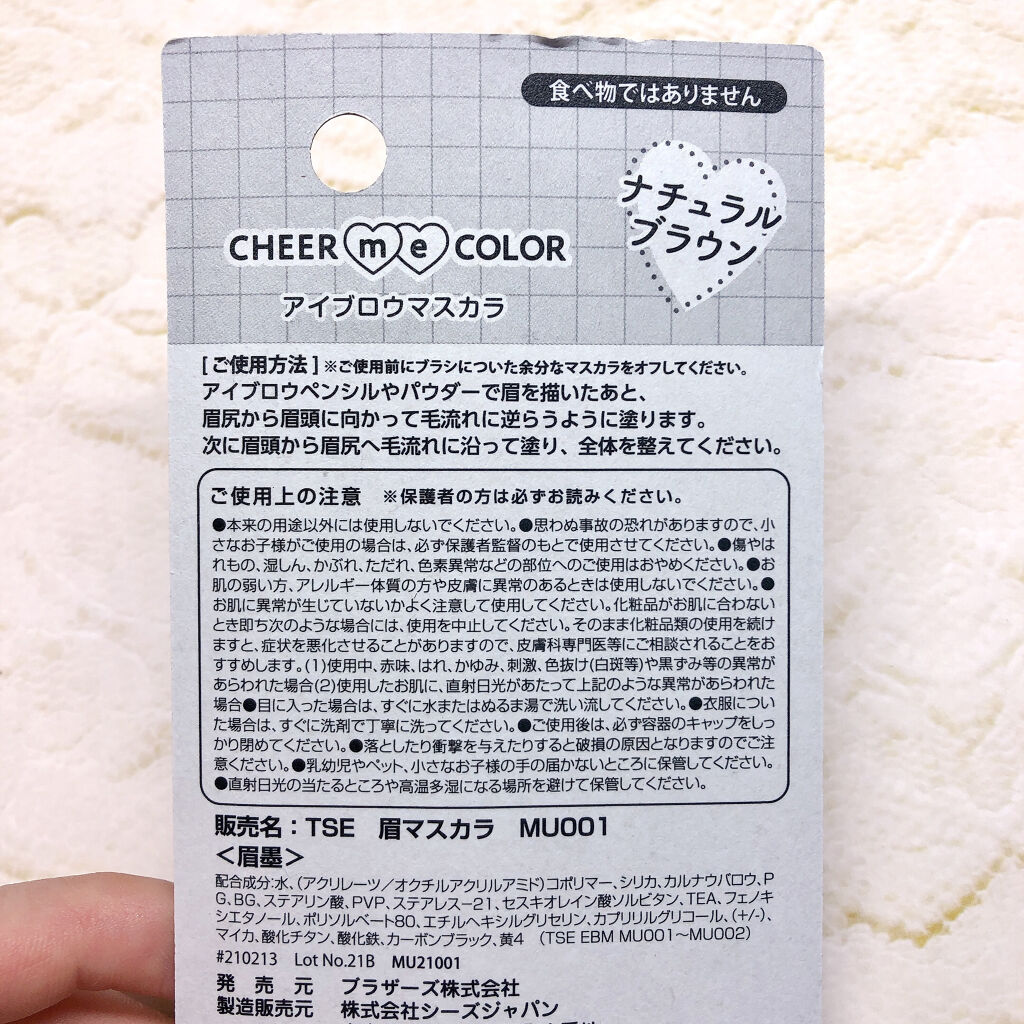 食べ物ではありません
ナチュラル
ブラウン
CHEER me COLOR
アイブロウマスカラ
[ご使用方法] ※ご使用前にブラシについた余分なマスカラをオフしてください。
アイブロウペンシルやパウダーで眉を描いたあと、
眉尻から眉頭に向かって毛流れに逆らうように塗ります。
次に眉頭から眉尻へ毛流れに沿って塗り、全体を整えてください。
ご使用上の注意 ※保護者の方は必ずお読みください。
●本来の用途以外には使用しないでください。●思わぬ事故の恐れがありますので、小
さなお子様がご使用の場合は、必ず保護者監督のもとで使用させてください。●傷やは
れもの、湿しん、かぶれ、ただれ、色素異常などの部位へのご使用はおやめください。●お
肌の弱い方、アレルギー体質の方や皮膚に異常のあるときは使用しないでください。●
お肌に異常が生じていないかよく注意して使用してください。化粧品がお肌に合わない
とき即ち次のような場合には、使用を中止してください。そのまま化粧品類の使用を続け
ますと、症状を悪化させることがありますので、皮膚科専門医等にご相談されることをお
すすめします。(1)使用中、赤味、はれ、かゆみ、刺激、色抜け(白斑等)や黒ずみ等の異常が
あらわれた場合(2)使用したお肌に、直射日光があたって上記のような異常があらわれた
場合●目に入った場合は、すぐに水またはぬるま湯で洗い流してください。●衣服につい
た場合は、すぐに洗剤で丁寧に洗ってください。●ご使用後は、必ず容器のキャップをしっ
かり閉めてください。●落としたり衝撃を与えたりすると破損の原因となりますのでご注
意ください。●乳幼児やペット、小さなお子様の手の届かないところに保管してください。
●直射日光の当たるところや高温多湿になる場所を避けて保管してください。
販売名：TSE 眉マスカラ MU001
＜眉墨＞
配合成分:水、(アクリレーツ／オクチルアクリルアミド)コポリマー、シリカ、カルナウバロウ、P
G、BG、ステアリン酸、PVP、ステアレス－21、セスキオレイン酸ソルビタン、TEA、フェノキ
シエタノール、ポリソルベート80、エチルヘキシルグリセリン、カプリリルグリコール、(+/-)、
マイカ、酸化チタン、酸化鉄、カーボンブラック、黄4 (TSE EBM MU001～MU002)
#210213 Lot No.21B MU21001
発売元 ブラザーズ株式会社
製造販売元 株式会社シーズジャパン